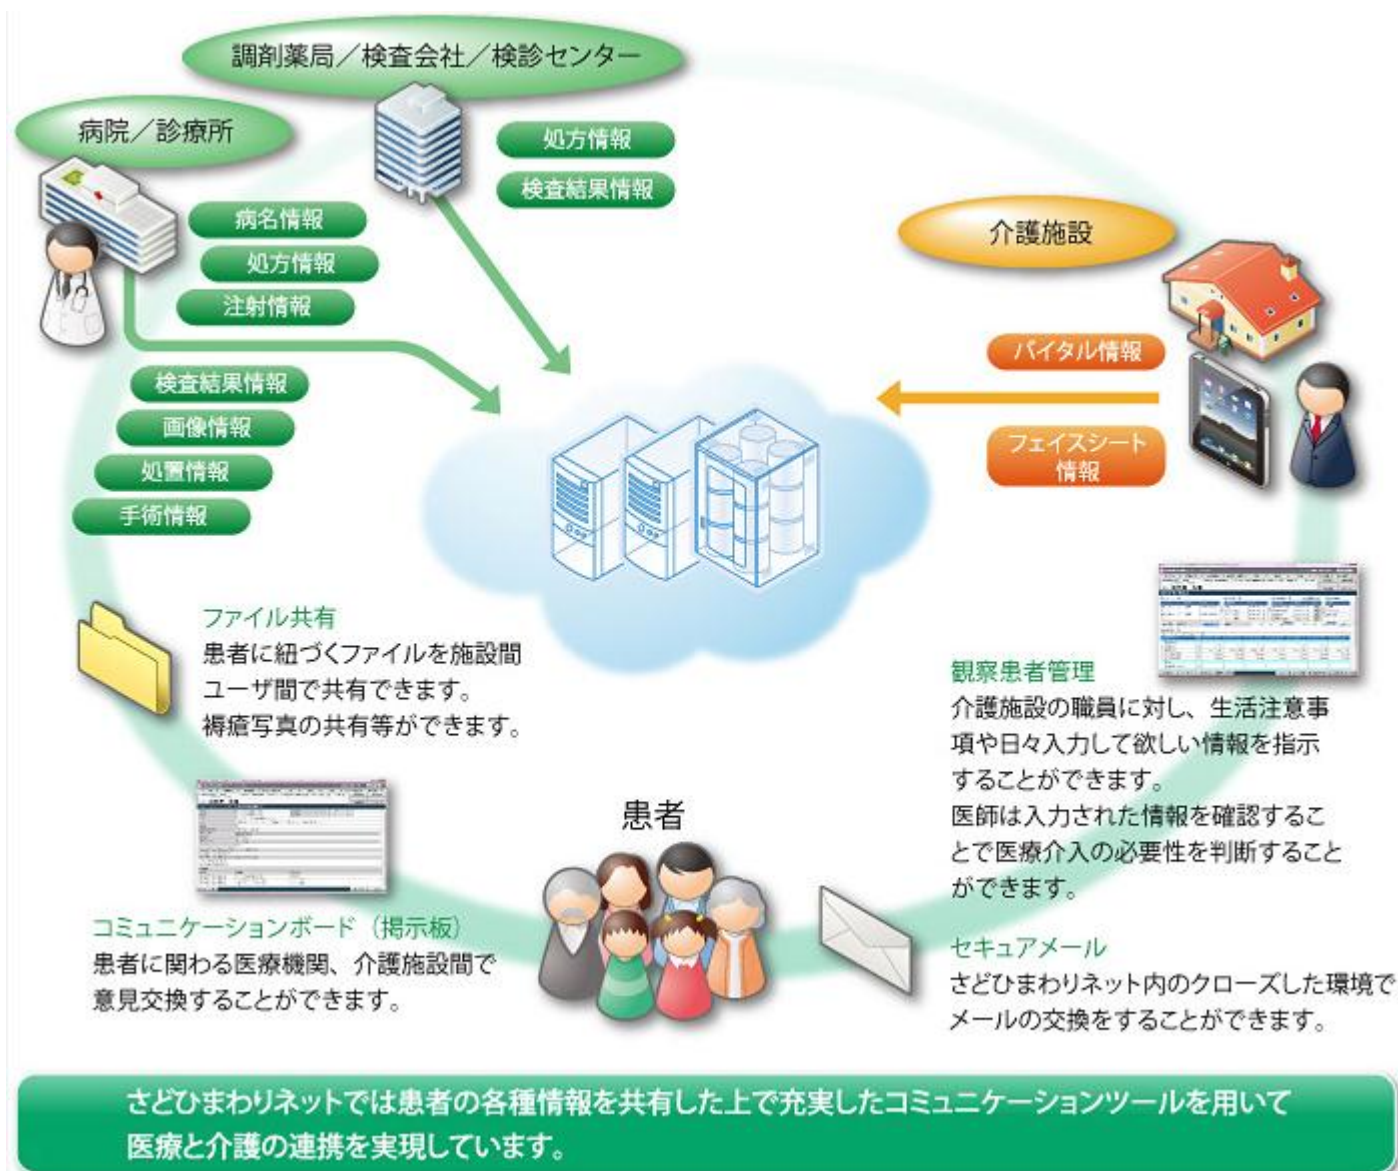 調剤薬局／検査会社／検診センター
病院／診療所
処方情報
検査結果情報
病名情報
処方情報
注射情報
検査結果情報
画像情報
処置情報
手術情報
介護施設
バイタル情報
フェイスシート
情報
ファイル共有
患者に紐づくファイルを施設間
ユーザ間で共有できます。
褥瘡写真の共有等ができます。
観察患者管理
介護施設の職員に対し、生活注意事
項や日々入力して欲しい情報を指示
することができます。
医師は入力された情報を確認するこ
とで医療介入の必要性を判断すること
ができます。
患者
コミュニケーションボード（掲示板）
患者に関わる医療機関、介護施設間で
意見交換することができます。
セキュアメール
さどひまわりネット内のクローズした環境で
メールの交換をすることができます。
さどひまわりネットでは患者の各種情報を共有した上で充実したコミュニケーションツールを用いて
医療と介護の連携を実現しています。